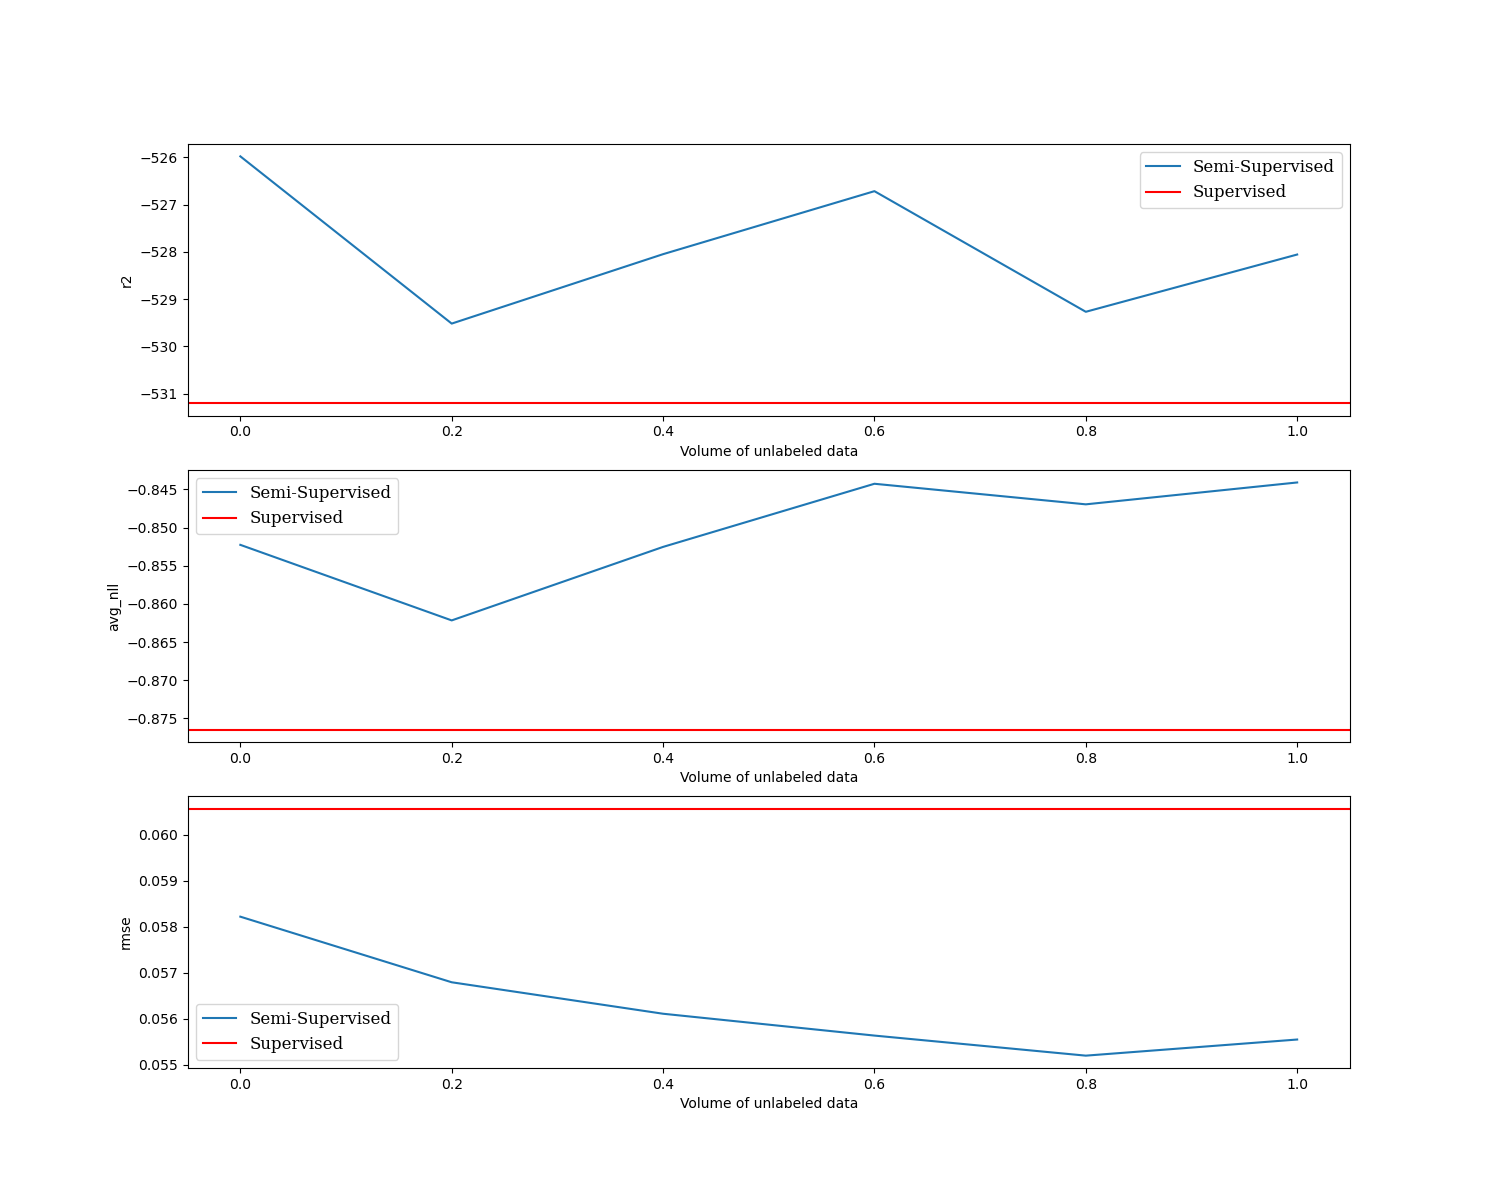 −526
−527
−528
−529
−530
−531
r2
Semi-Supervised
Supervised
0.0 0.2 0.4 0.6 0.8 1.0
Volume of unlabeled data
−0.845
−0.850
−0.855
−0.860
−0.865
−0.870
−0.875
avg_nll
Semi-Supervised
Supervised
0.0 0.2 0.4 0.6 0.8 1.0
Volume of unlabeled data
0.060
0.059
0.058
0.057
0.056
0.055
rmse
Semi-Supervised
Supervised
0.0 0.2 0.4 0.6 0.8 1.0
Volume of unlabeled data